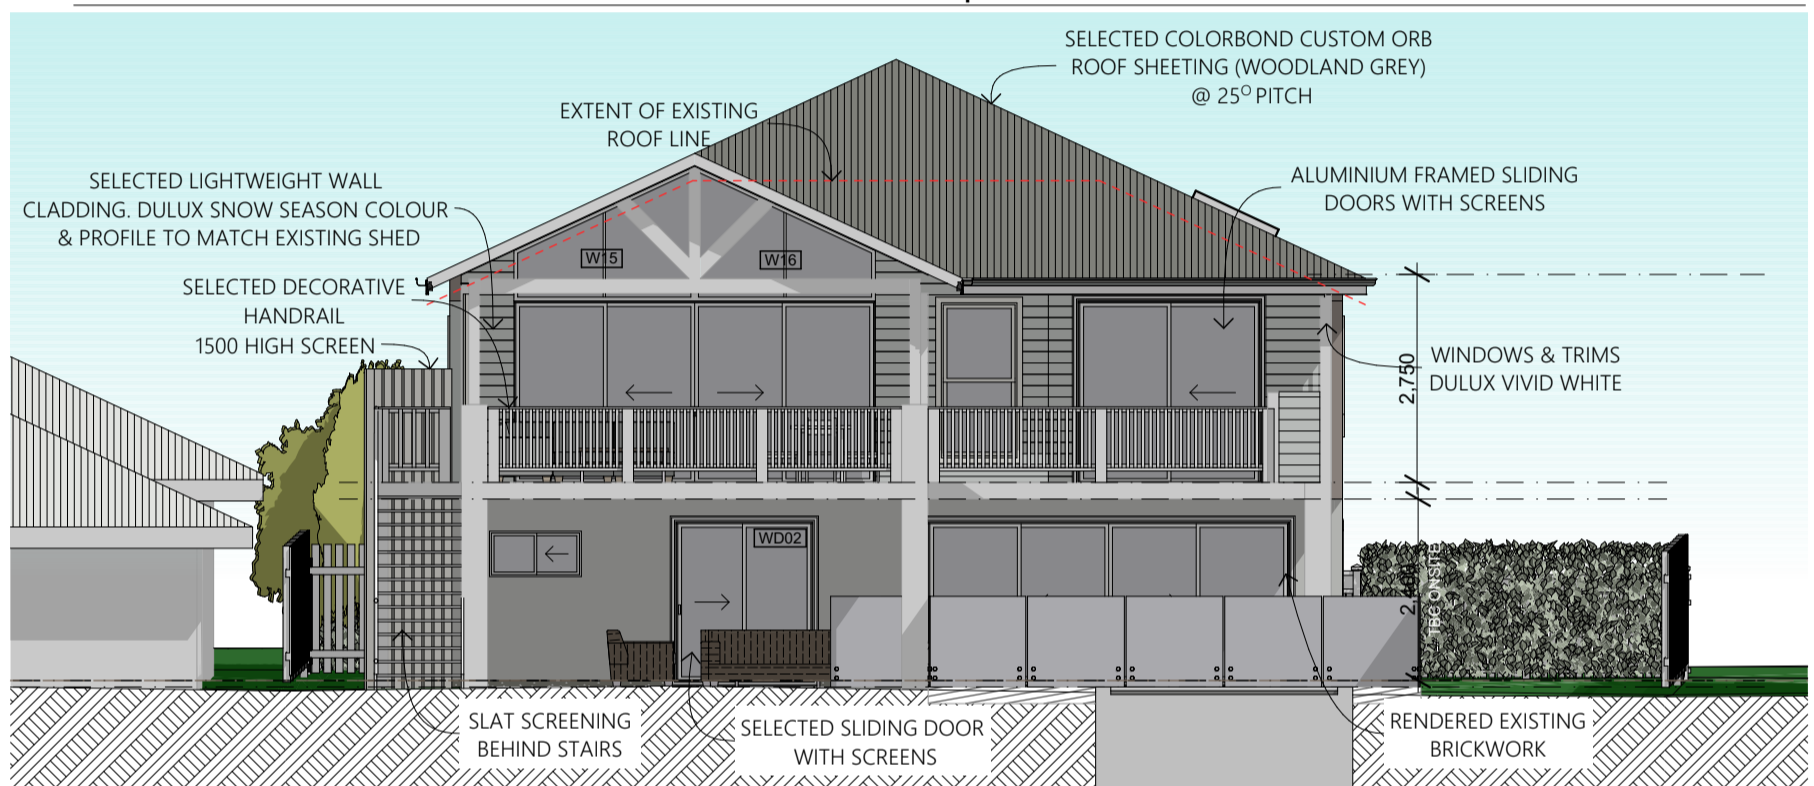 SELECTED COLORBOND CUSTOM ORB
ROOF SHEETING (WOODLAND GREY)
@ 25° PITCH
EXTENT OF EXISTING
ROOF LINE
ALUMINIUM FRAMED SLIDING
DOORS WITH SCREENS
SELECTED LIGHTWEIGHT WALL
CLADDING. DULUX SNOW SEASON COLOUR
& PROFILE TO MATCH EXISTING SHED
W15
W16
SELECTED DECORATIVE
HANDRAIL
1500 HIGH SCREEN
WINDOWS & TRIMS
DULUX VIVID WHITE
2,750
WD02
TBC ON SITE
SLAT SCREENING
BEHIND STAIRS
SELECTED SLIDING DOOR
WITH SCREENS
RENDERED EXISTING
BRICKWORK